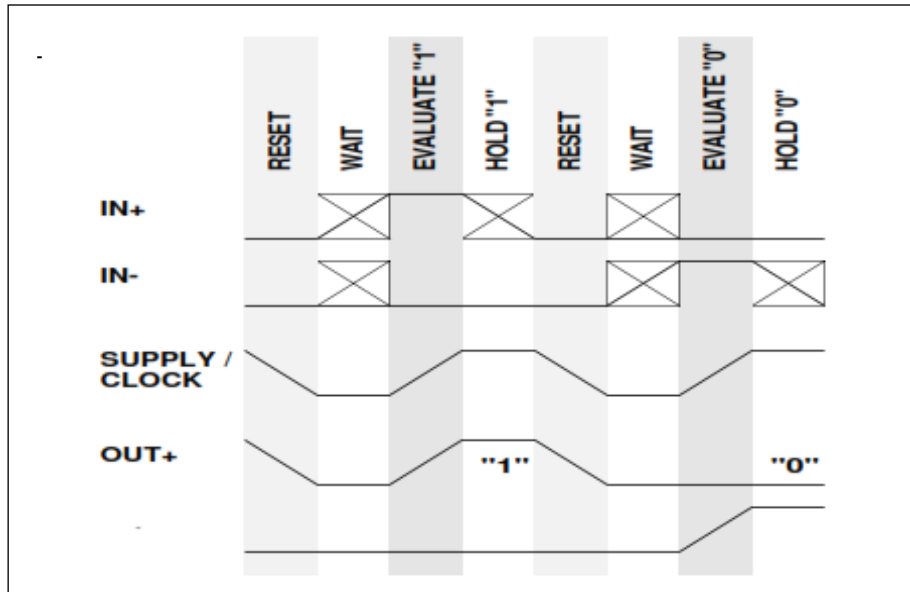 RESET
WAIT
EVALUATE "1"
HOLD "1"
RESET
WAIT
EVALUATE "0"
HOLD "0"
IN+
IN-
SUPPLY /
CLOCK
OUT+
"1" "0"